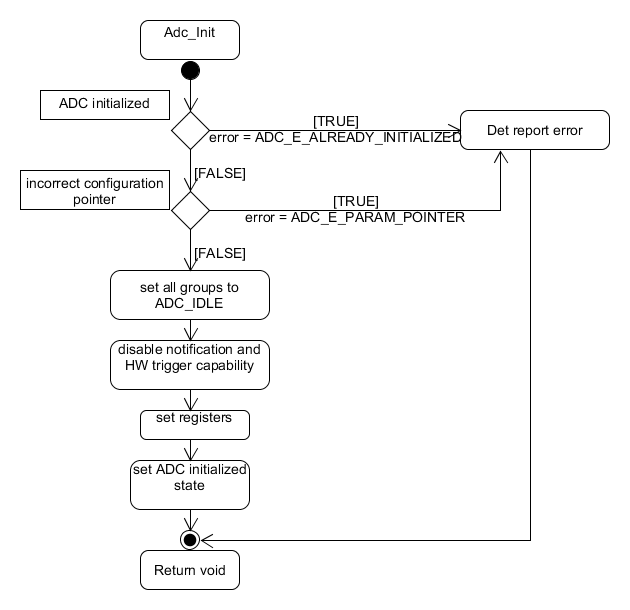 Adc_Init
ADC initialized
[TRUE]
error = ADC_E_ALREADY_INITIALIZED
Det report error
[FALSE]
incorrect configuration
pointer
[TRUE]
error = ADC_E_PARAM_POINTER
[FALSE]
set all groups to
ADC_IDLE
disable notification and
HW trigger capability
set registers
set ADC initialized
state
Return void